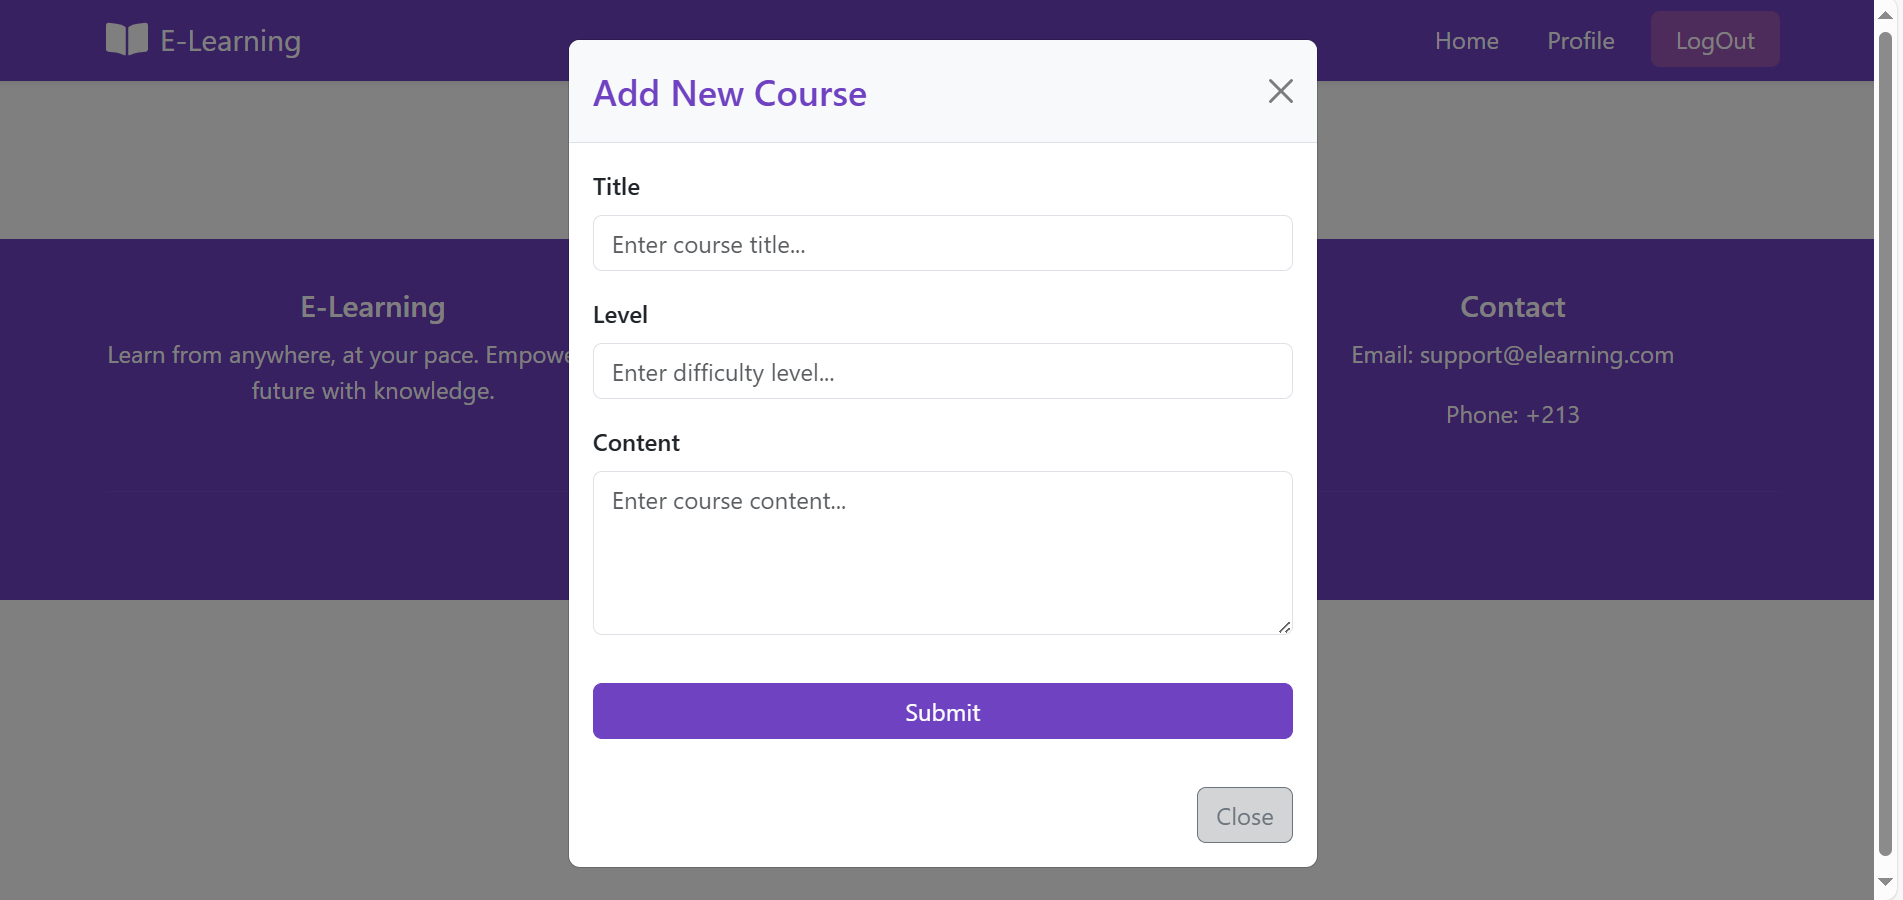 E-Learning
Home
Profile
LogOut
Add New Course
Title
Enter course title...
Level
Enter difficulty level...
Content
Enter course content...
Submit
Close
E-Learning
Learn from anywhere, at your pace.
future with knowledge.
Contact
Email: support@elearning.com
Phone: +213